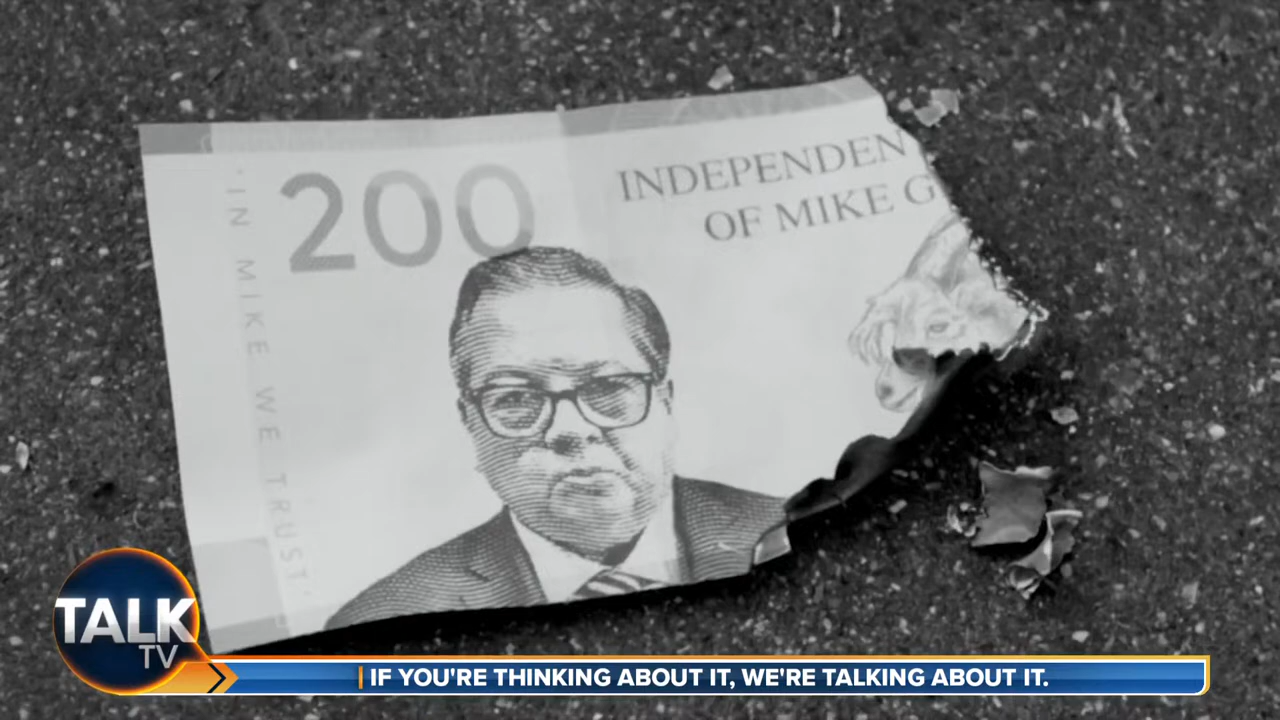 200
INDEPENDEN
OF MIKE G
·IN MIKE WE TRUST·
TALK
TV
IF YOU'RE THINKING ABOUT IT, WE'RE TALKING ABOUT IT.